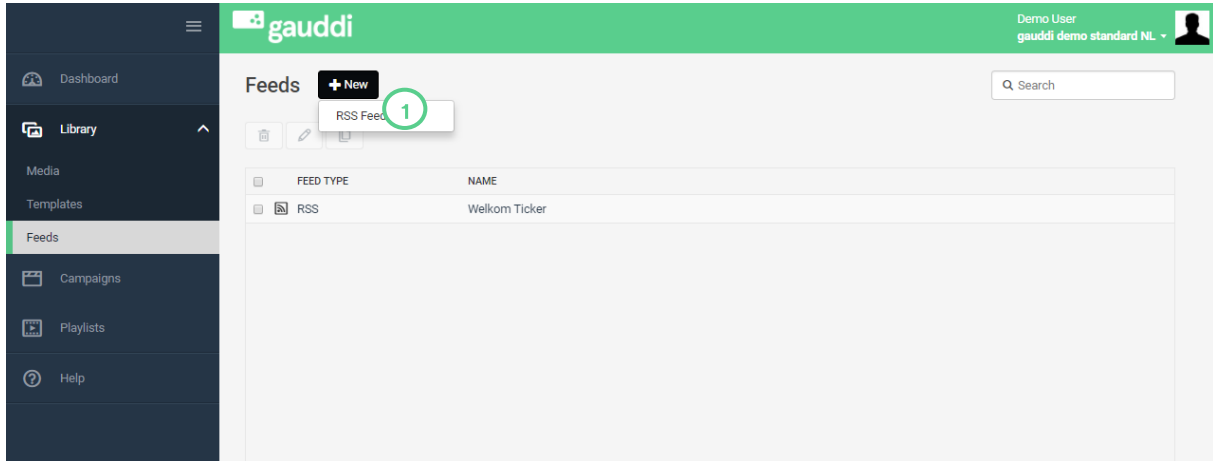 gauddi
Demo User
gauddi demo standard NL
Dashboard
Library
Media
Templates
Feeds
Campaigns
Playlists
Help
Feeds
New
Search
RSS Feed
1
FEED TYPE NAME
RSS Welkom Ticker